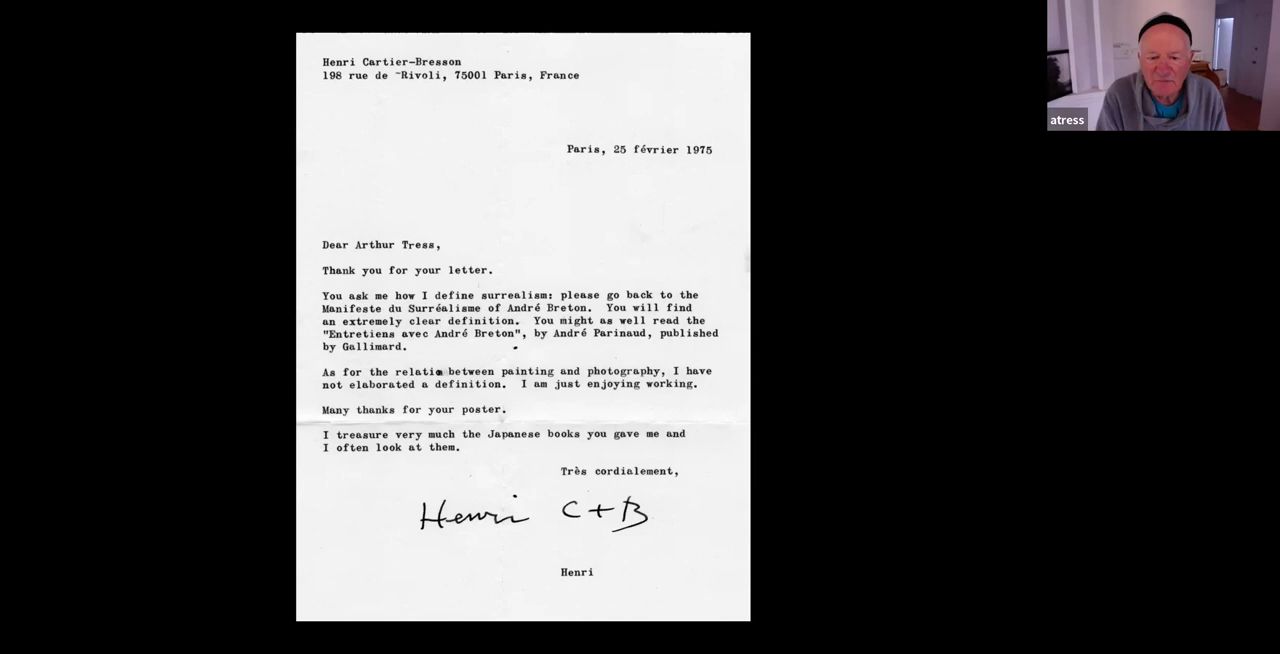 Henri Cartier-Bresson
198 rue de Rivoli, 75001 Paris, France
Paris, 25 février 1975
Dear Arthur Tress,
Thank you for your letter.
You ask me how I define surrealism: please go back to the
Manifeste du Surréalisme of André Breton. You will find
an extremely clear definition. You might as well read the
"Entretiens avec André Breton", by André Parinaud, published
by Gallimard.
As for the relatio between painting and photography, I have
not elaborated a definition. I am just enjoying working.
Many thanks for your poster.
I treasure very much the Japanese books you gave me and
I often look at them.
Très cordialement,
Henri C+B
Henri
atress